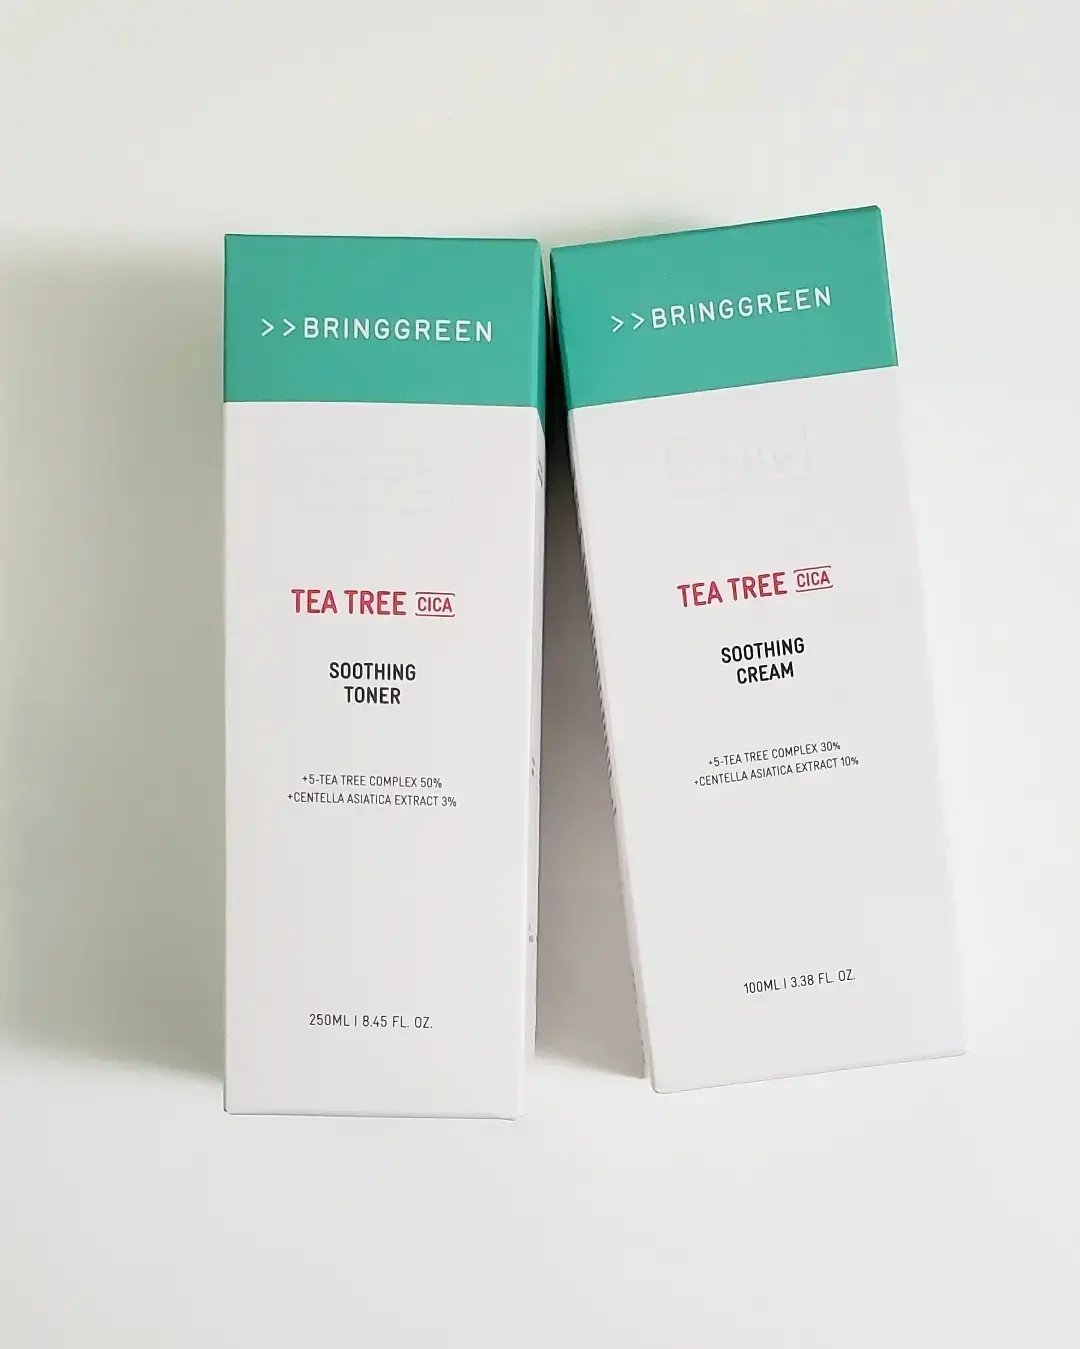 >>BRINGGREEN
TEA TREE CICA
SOOTHING
TONER
+5-TEA TREE COMPLEX 50%
+CENTELLA ASIATICA EXTRACT 3%
250ML | 8.45 FL. OZ.
>>BRINGGREEN
TEA TREE CICA
SOOTHING
CREAM
+5-TEA TREE COMPLEX 30%
+CENTELLA ASIATICA EXTRACT 10%
100ML | 3.38 FL. OZ.